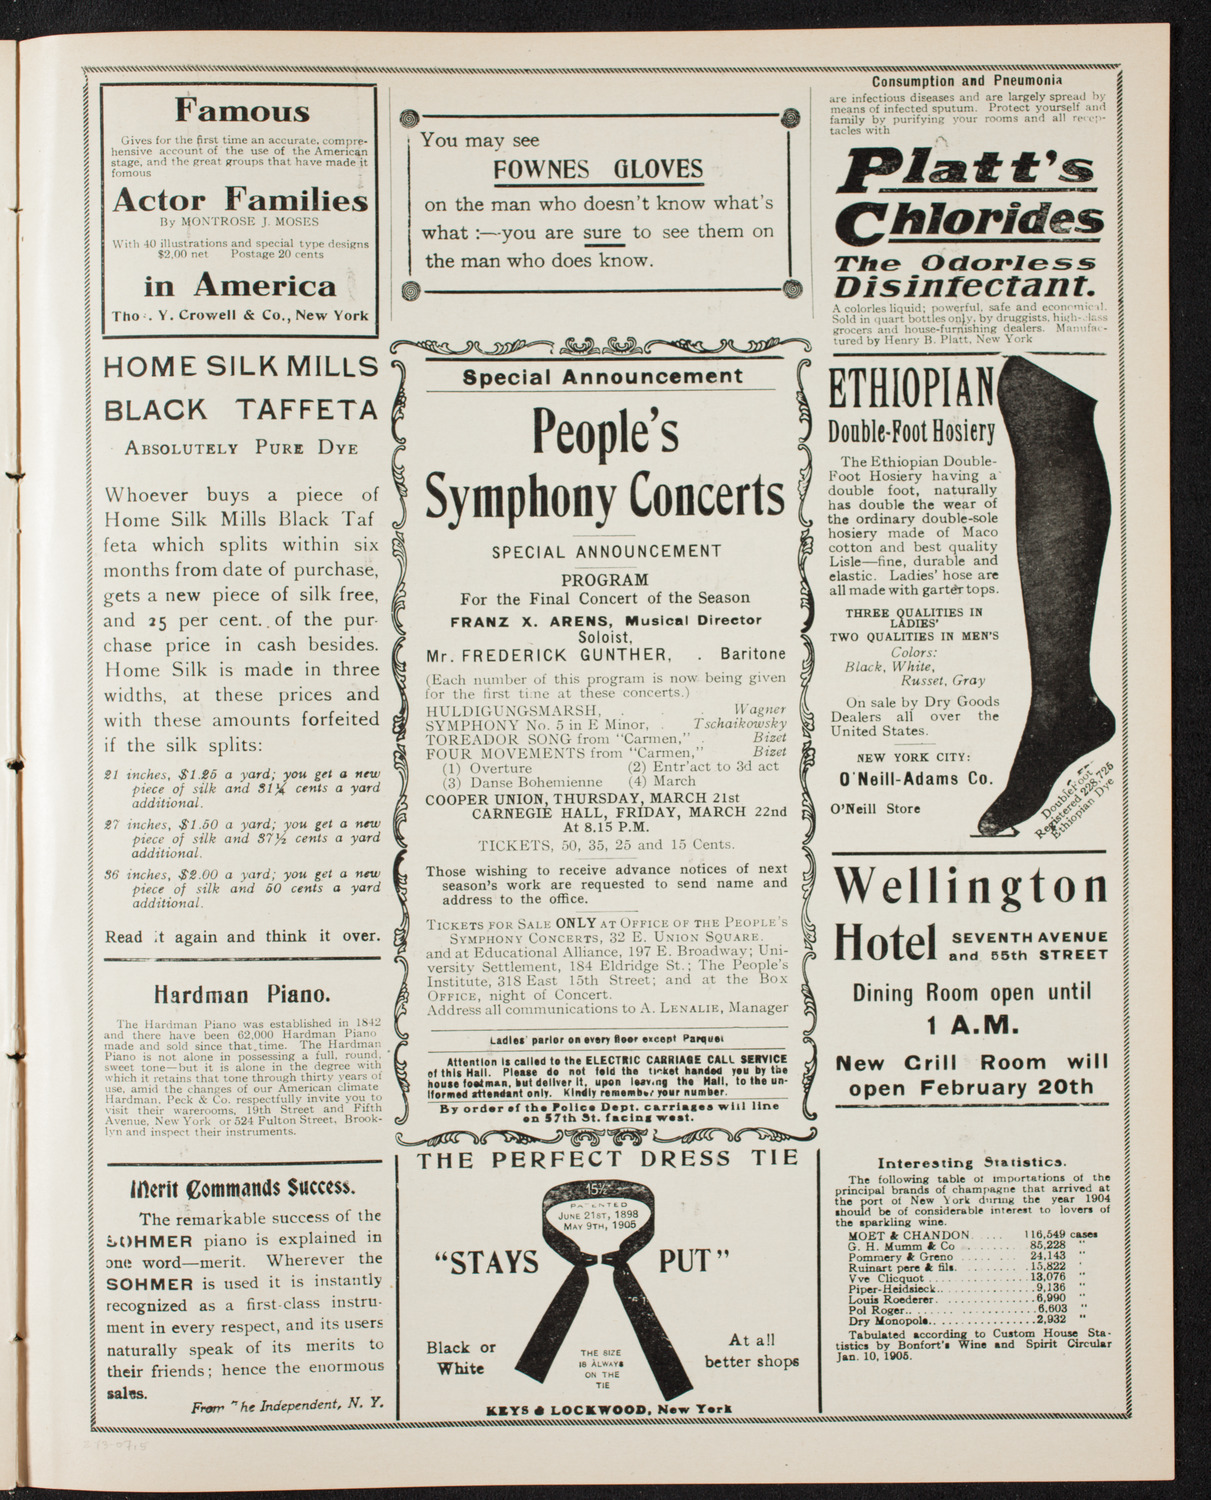 Famous
Gives for the first time an accurate, compre-
hensive account of the use of the American
stage, and the great groups that have made it
fomous
Actor Families
By MONTROSE J. MOSES
With 40 illustrations and special type designs
$2,00 net Postage 20 cents
in America
Tho . Y. Crowell & Co., New York
HOME SILK MILLS
BLACK TAFFETA
ABSOLUTELY PURE DYE
Whoever buys a piece of
Home Silk Mills Black Taf
feta which splits within six
months from date of purchase,
gets a new piece of silk free,
and 25 per cent. of the pur-
chase price in cash besides.
Home Silk is made in three
widths, at these prices and
with these amounts forfeited
if the silk splits:
21 inches, $1.25 a yard; you get a new
piece of silk and 31¼ cents a yard
additional.
27 inches, $1.50 a yard; you get a new
piece of silk and 37½ cents a yard
additional.
36 inches, $2.00 a yard; you get a new
piece of silk and 50 cents a yard
additional.
Read it again and think it over.
Hardman Piano.
The Hardman Piano was established in 1842
and there have been 62,000 Hardman Piano
made and sold since that time. The Hardman
Piano is not alone in possessing a full, round,
sweet tone—but it is alone in the degree with
which it retains that tone through thirty years of
use, amid the changes of our American climate
Hardman, Peck & Co. respectfully invite you to
visit their warerooms, 19th Street and Fifth
Avenue, New York or 524 Fulton Street, Brook-
lyn and inspect their instruments.
Merit Commands Success.
The remarkable success of the
SOHMER piano is explained in
one word—merit. Wherever the
SOHMER is used it is instantly
recognized as a first-class instru-
ment in every respect, and its users
naturally speak of its merits to
their friends; hence the enormous
sales.
From The Independent, N. Y.
You may see
FOWNES GLOVES
on the man who doesn't know what's
what :—you are sure to see them on
the man who does know.
Special Announcement
People's
Symphony Concerts
SPECIAL ANNOUNCEMENT
PROGRAM
For the Final Concert of the Season
FRANZ X. ARENS, Musical Director
Soloist,
Mr. FREDERICK GUNTHER, . Baritone
(Each number of this program is now being given
for the first time at these concerts.)
HULDIGUNGSMARSH, . . Wagner
SYMPHONY No. 5 in E Minor, . Tschaikowsky
TOREADOR SONG from "Carmen," . Bizet
FOUR MOVEMENTS from "Carmen," Bizet
(1) Overture (2) Entr'act to 3d act
(3) Danse Bohemienne (4) March
COOPER UNION, THURSDAY, MARCH 21st
CARNEGIE HALL, FRIDAY, MARCH 22nd
At 8.15 P.M.
TICKETS, 50, 35, 25 and 15 Cents.
Those wishing to receive advance notices of next
season's work are requested to send name and
address to the office.
TICKETS FOR SALE ONLY AT OFFICE OF THE PEOPLE'S
SYMPHONY CONCERTS, 32 E. UNION SQUARE.
and at Educational Alliance, 197 E. Broadway; Uni-
versity Settlement, 184 Eldridge St.; The People's
Institute, 318 East 15th Street; and at the BOX
OFFICE, night of Concert.
Address all communications to A. LENALIE, Manager
Ladies' parlor on every floor except Parquet
Attention is called to the ELECTRIC CARRIAGE CALL SERVICE
of this Hall. Please do not fold the ticket handed you by the
house footman, but deliver it, upon leaving the Hall, to the un-
iformed attendant only. Kindly remember your number.
By order of the Police Dept. carriages will line
on 57th St. facing west.
THE PERFECT DRESS TIE
15½
PATENTED
JUNE 21ST, 1898
MAY 9TH, 1905
"STAYS PUT"
Black or
White
THE SIZE
IS ALWAYS
ON THE
TIE
At all
better shops
KEYS & LOCKWOOD, New York
Consumption and Pneumonia
are infectious diseases and are largely spread by
means of infected sputum. Protect yourself and
family by purifying your rooms and all recep-
tacles with
Platt's
Chlorides
The Odorless
Disinfectant.
A colorles liquid; powerful, safe and economical.
Sold in quart bottles only, by druggists, high-class
grocers and house-furnishing dealers. Manufac-
tured by Henry B. Platt, New York
ETHIOPIAN
Double-Foot Hosiery
The Ethiopian Double-
Foot Hosiery having a
double foot, naturally
has double the wear of
the ordinary double-sole
hosiery made of Maco
cotton and best quality
Lisle—fine, durable and
elastic. Ladies' hose are
all made with garter tops.
THREE QUALITIES IN
LADIES'
TWO QUALITIES IN MEN'S
Colors:
Black, White,
Russet, Gray
On sale by Dry Goods
Dealers all over the
United States.
NEW YORK CITY:
O'Neill-Adams Co.
O'Neill Store
Double Foot
Registered 228,725
Ethiopian Dye
Wellington
Hotel SEVENTH AVENUE
and 55th STREET
Dining Room open until
1 A.M.
New Grill Room will
open February 20th
Interesting Statistics.
The following table of importations of the
principal brands of champagne that arrived at
the port of New York during the year 1904
should be of considerable interest to lovers of
the sparkling wine.
MOET & CHANDON ..... 116,549 cases
G. H. Mumm & Co ........ 85,228 "
Pommery & Greno ........ 24,143 "
Ruinart pere & fils. ........ 15,822 '
Vve Clicquot ............ 13,076 "
Piper-Heidsieck.............. 9,136 "
Louis Roederer. ............. 6,990 "
Pol Roger.. ................ 6,603 "
Dry Monopole.. ............. 2,932 "
Tabulated according to Custom House Sta-
tistics by Bonfort's Wine and Spirit Circular
Jan. 10, 1905.